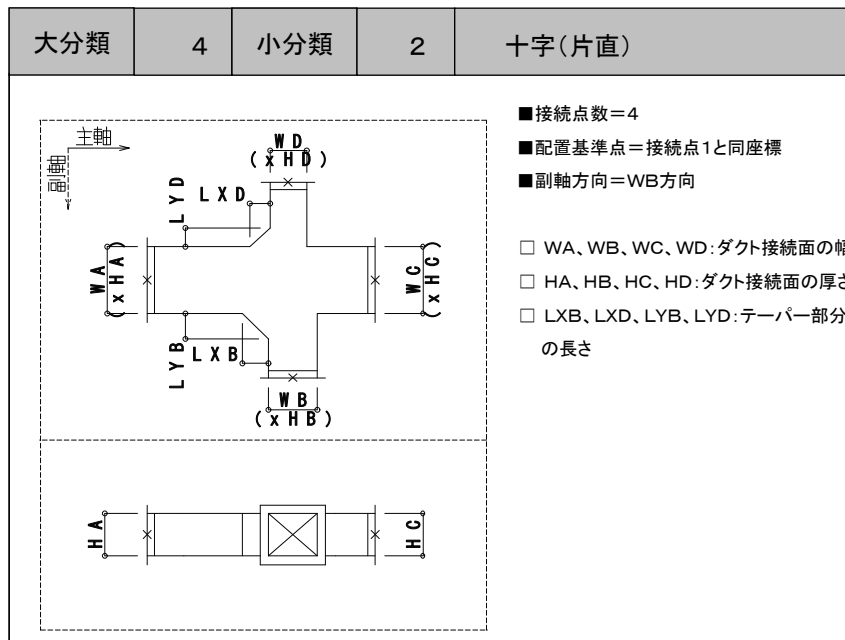 大分類 4 小分類 2 十字(片直)
■接続点数=4
■配置基準点=接続点1と同座標
■副軸方向=WB方向
□ WA、WB、WC、WD:ダクト接続面の幅
□ HA、HB、HC、HD:ダクト接続面の厚さ
□ LXB、LXD、LYB、LYD:テーパー部分
の長さ
主軸
副軸
WD
(xHD)
LXD
LYD
WA
(xHA)
WC
(xHC)
LYB
LXB
WB
(xHB)
HA
HC